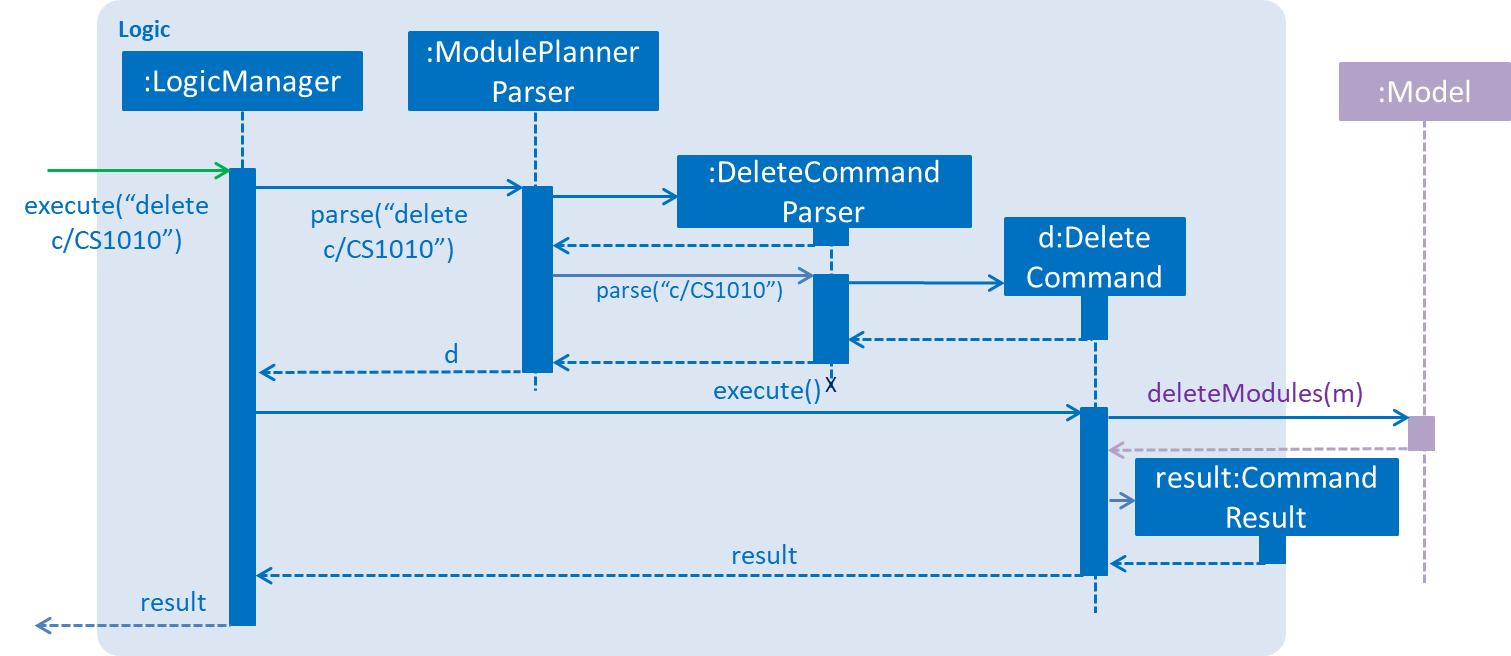 Logic
:LogicManager
:ModulePlanner
Parser
:Model
:DeleteCommand
Parser
execute(“delete
c/CS1010”)
parse(“delete
c/CS1010”)
d:Delete
Command
parse(“c/CS1010”)
d
execute()
X
deleteModules(m)
result:Command
Result
result
result